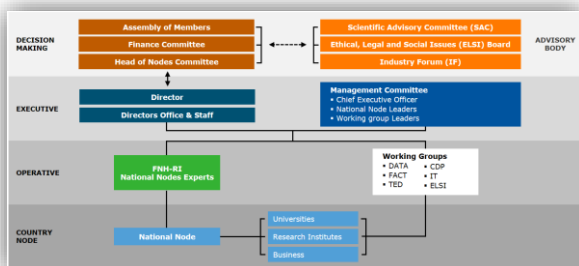 DECISION MAKING
Assembly of Members
Finance Committee
Head of Nodes Committee
Scientific Advisory Committee (SAC)
Ethical, Legal and Social Issues (ELSI) Board
Industry Forum (IF)
ADVISORY BODY
EXECUTIVE
Director
Directors Office & Staff
Management Committee
• Chief Executive Officer
• National Node Leaders
• Working group Leaders
OPERATIVE
FNH-RI
National Nodes Experts
Working Groups
• DATA
• FACT
• TED
• CDP
• IT
• ELSI
COUNTRY NODE
National Node
Universities
Research Institutes
Business